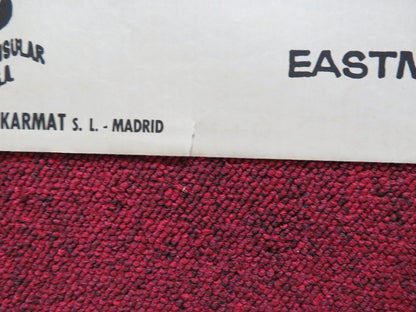 EASTM
KARMAT S. L. - MADRID